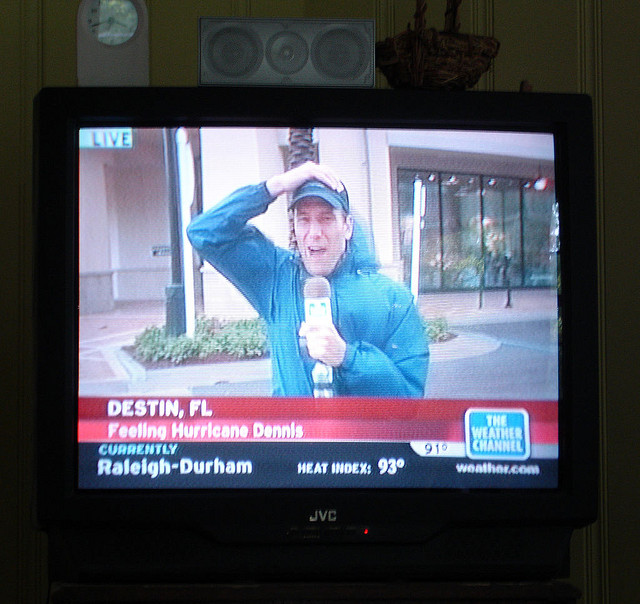 LIVE
DESTIN, FL
Feeling Hurricane Dennis
THE
WEATHER
CHANNEL
CURRENTLY
91°
Raleigh-Durham HEAT INDEX: 93° weather.com
JVC